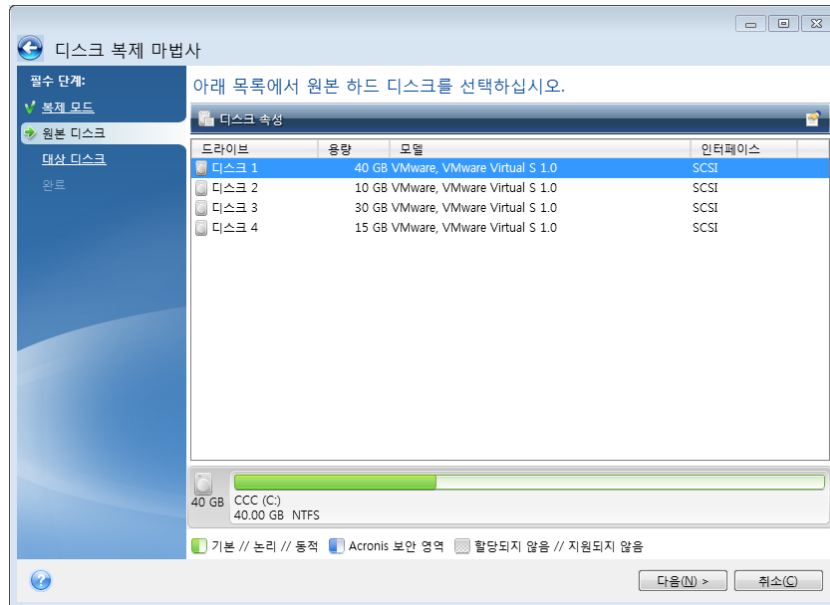 디스크 복제 마법사
필수 단계:
복제 모드
원본 디스크
대상 디스크
완료
아래 목록에서 원본 하드 디스크를 선택하십시오.
디스크 속성
드라이브 용량 모델 인터페이스
디스크 1 40 GB VMware, VMware Virtual S 1.0 SCSI
디스크 2 10 GB VMware, VMware Virtual S 1.0 SCSI
디스크 3 30 GB VMware, VMware Virtual S 1.0 SCSI
디스크 4 15 GB VMware, VMware Virtual S 1.0 SCSI
40 GB CCC (C:)
40.00 GB NTFS
기본 // 논리 // 동적 Acronis 보안 영역 할당되지 않음 // 지원되지 않음
다음(N) > 취소(C)